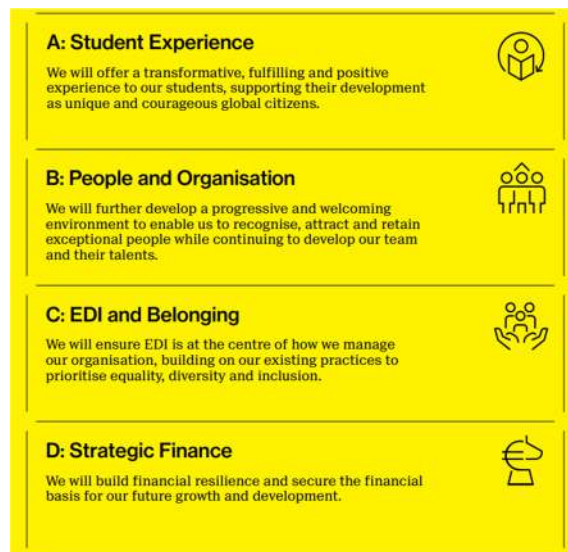 A: Student Experience
We will offer a transformative, fulfilling and positive
experience to our students, supporting their development
as unique and courageous global citizens.
B: People and Organisation
We will further develop a progressive and welcoming
environment to enable us to recognise, attract and retain
exceptional people while continuing to develop our team
and their talents.
C: EDI and Belonging
We will ensure EDI is at the centre of how we manage
our organisation, building on our existing practices to
prioritise equality, diversity and inclusion.
D: Strategic Finance
We will build financial resilience and secure the financial
basis for our future growth and development.